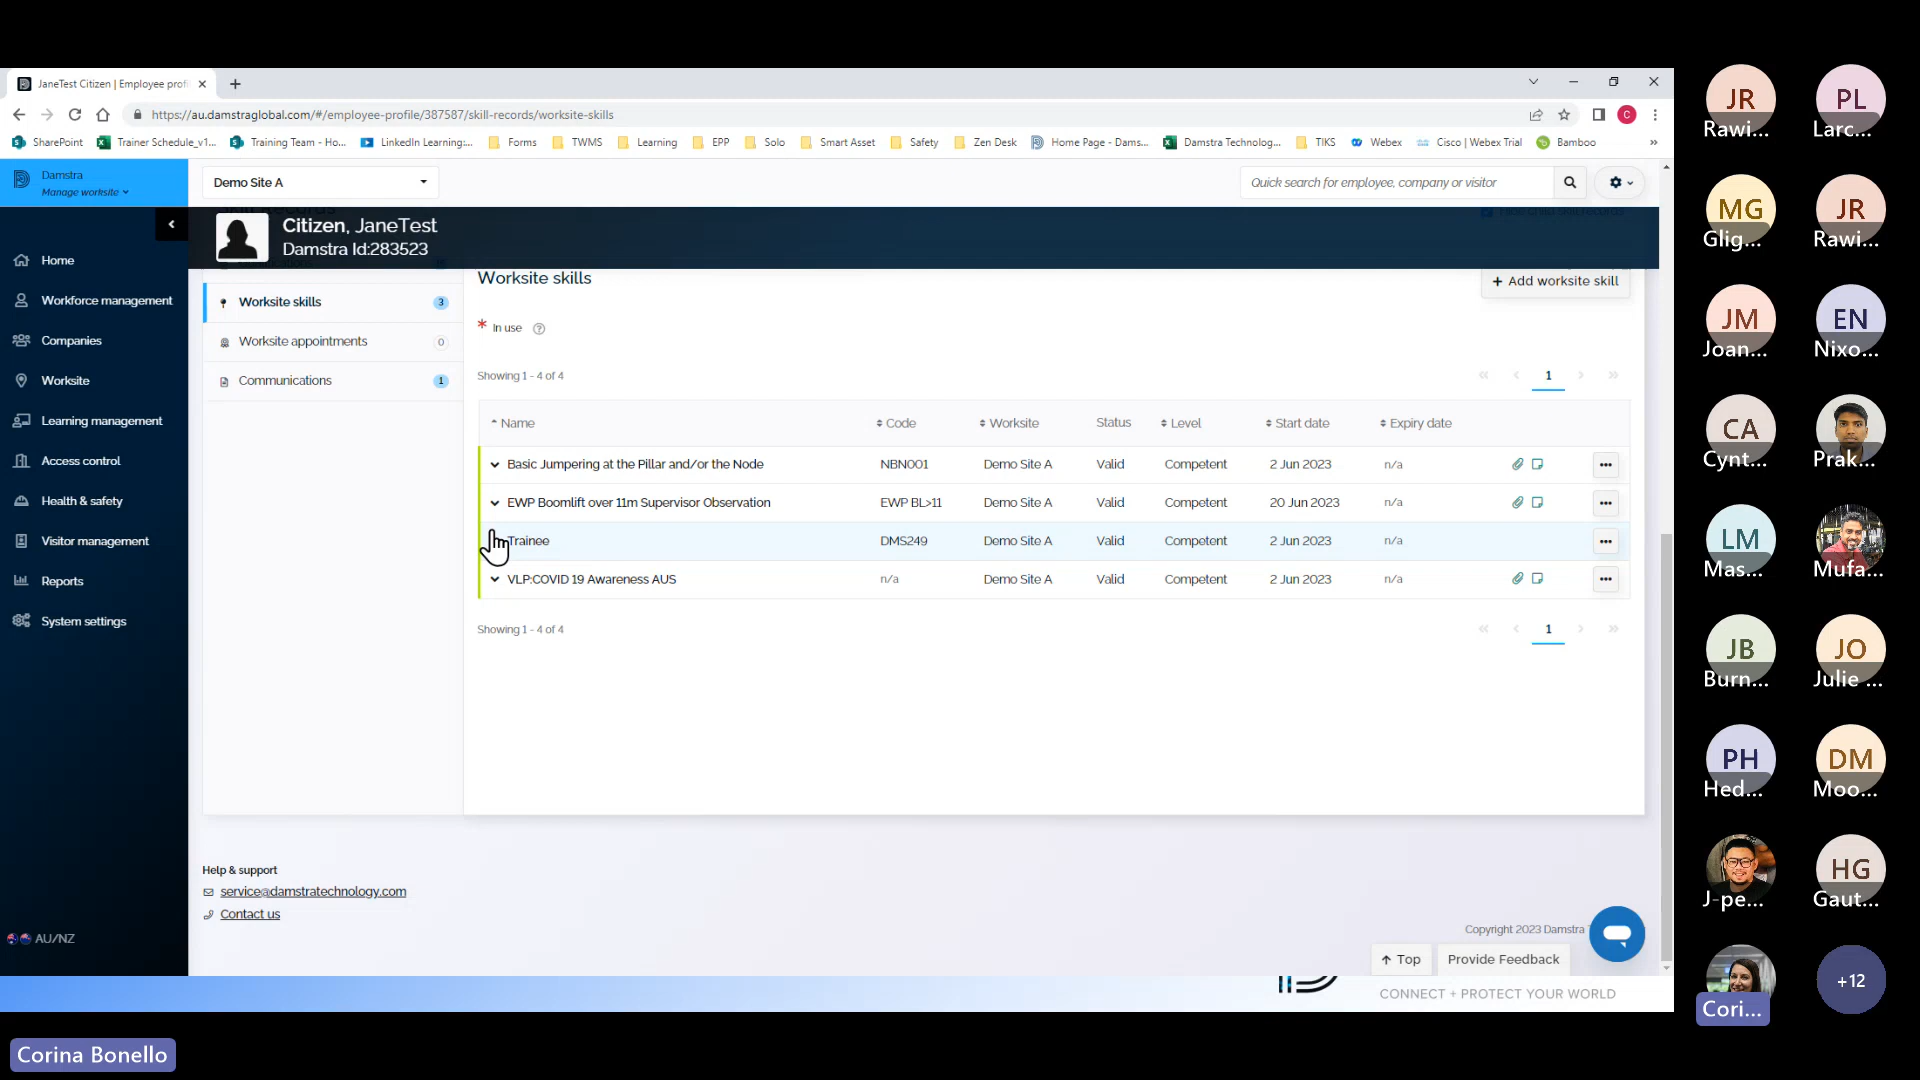 JaneTest Citizen | Employee profi
https://au.damstraglobal.com/#/employee-profile/387587/skill-records/worksite-skills
C
SharePoint
Trainer Schedule_v1...
Training Team - Ho...
LinkedIn Learning:...
Forms
TWMS
Learning
EPP
Solo
Smart Asset
Safety
Zen Desk
Home Page - Dams...
Damstra Technolog...
TIKS
Webex
Cisco | Webex Trial
Bamboo
Damstra
Manage worksite
Demo Site A
Quick search for employee, company or visitor
Citizen, JaneTest
Damstra Id:283523
Home
Workforce management
Companies
Worksite
Learning management
Access control
Health & safety
Visitor management
Reports
System settings
AU/NZ
Worksite skills 3
Worksite appointments 0
Communications 1
Worksite skills
+ Add worksite skill
* In use ?
Showing 1 - 4 of 4
« ‹ 1 › »
Name Code Worksite Status Level Start date Expiry date
Basic Jumpering at the Pillar and/or the Node NBN001 Demo Site A Valid Competent 2 Jun 2023 n/a
EWP Boomlift over 11m Supervisor Observation EWP BL>11 Demo Site A Valid Competent 20 Jun 2023 n/a
Trainee DMS249 Demo Site A Valid Competent 2 Jun 2023 n/a
VLP:COVID 19 Awareness AUS n/a Demo Site A Valid Competent 2 Jun 2023 n/a
Showing 1 - 4 of 4
« ‹ 1 › »
Help & support
service@damstratechnology.com
Contact us
Copyright 2023 Damstra
Top
Provide Feedback
CONNECT + PROTECT YOUR WORLD
Corina Bonello
JR
Rawi...
PL
Larc...
MG
Glig...
JR
Rawi...
JM
Joan...
EN
Nixo...
CA
Cynt...
Prak...
LM
Mas...
Mufa...
JB
Burn...
JO
Julie ...
PH
Hed...
DM
Moo...
J-pe...
HG
Gaut...
Cori...
+12